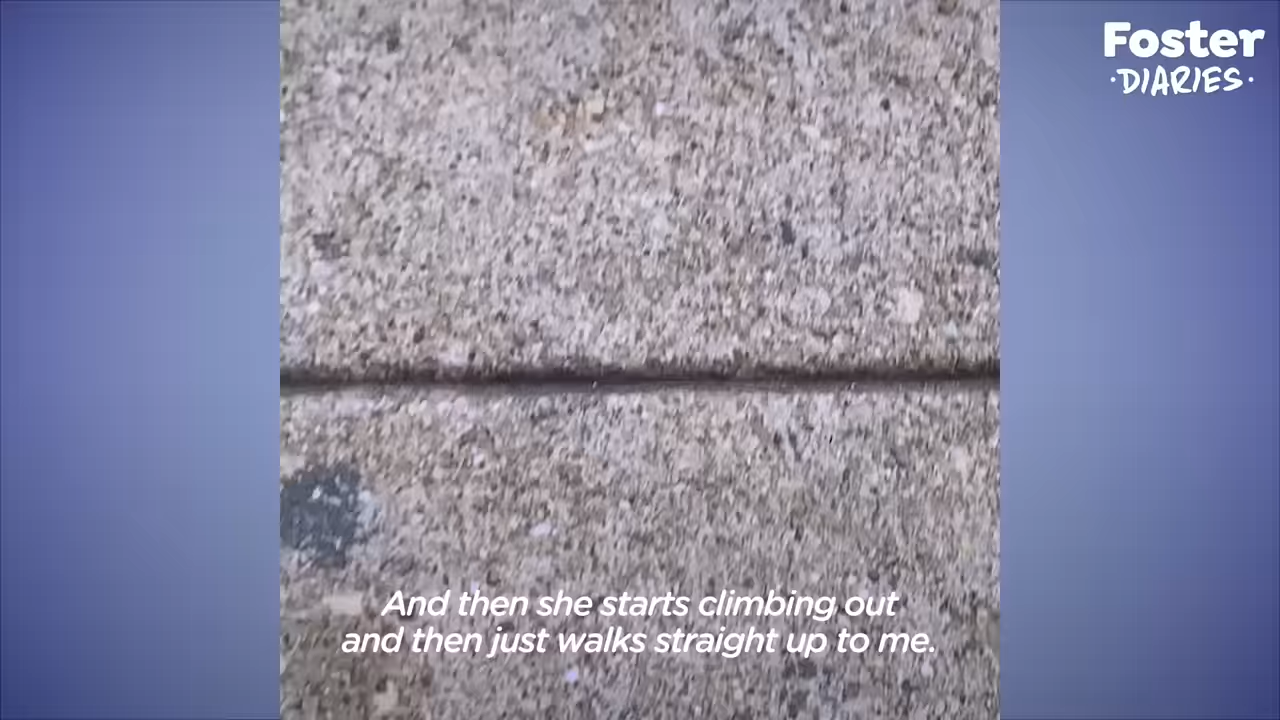 Foster
·DIARIES·
And then she starts climbing out
and then just walks straight up to me.